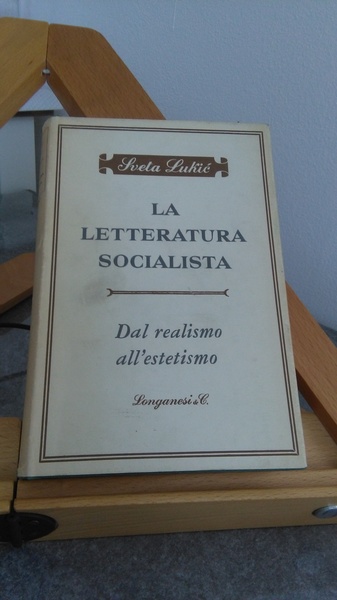 Sveta Lukić
LA
LETTERATURA
SOCIALISTA
Dal realismo
all'estetismo
Longanesi & C.